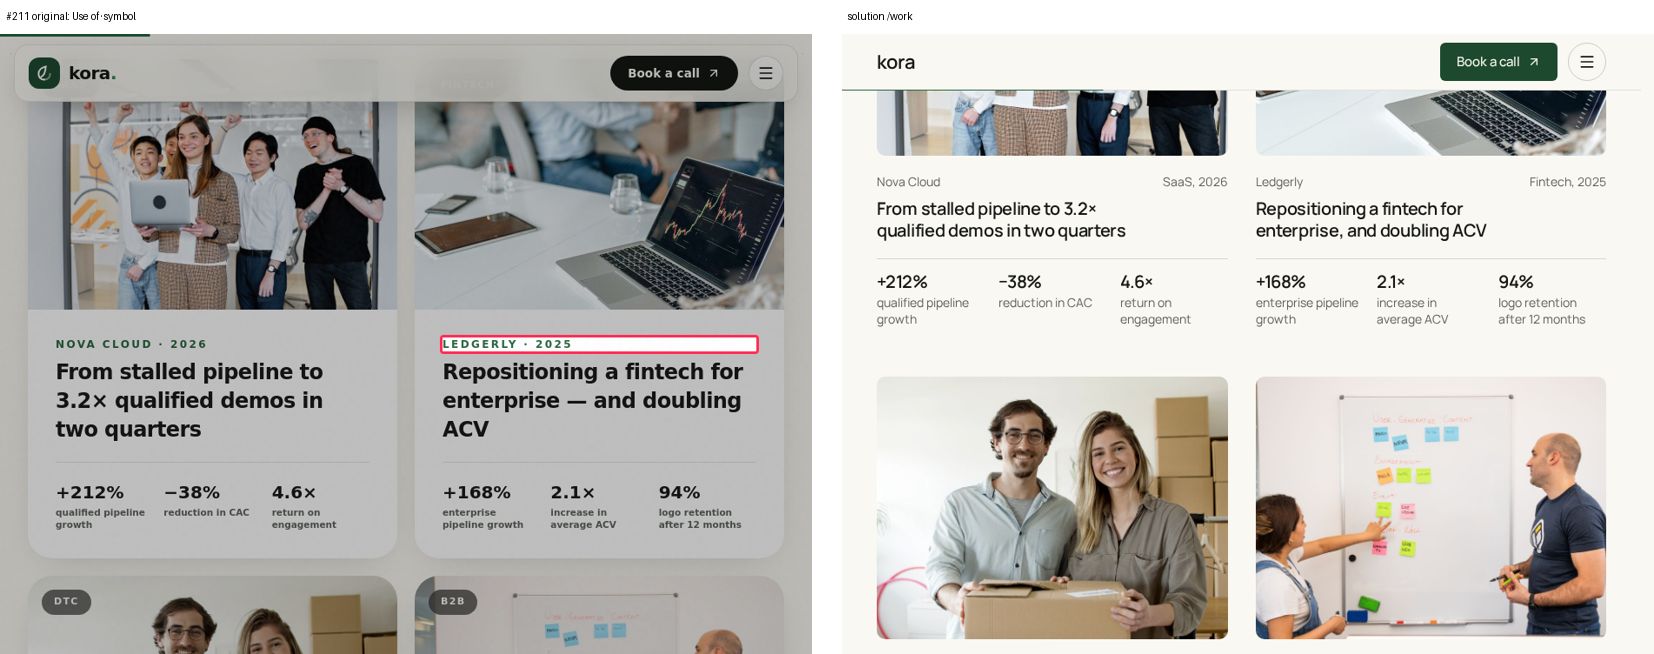 #211 original: Use of·symbol
kora.
Book a call
FINTECH
LEDGERLY · 2025
NOVA CLOUD · 2026
From stalled pipeline to
3.2× qualified demos in
two quarters
+212%
qualified pipeline
growth
−38%
reduction in CAC
4.6×
return on
engagement
Repositioning a fintech for
enterprise — and doubling
ACV
+168%
enterprise
pipeline growth
2.1×
increase in
average ACV
94%
logo retention
after 12 months
DTC
B2B
solution /work
kora
Book a call
Nova Cloud
SaaS, 2026
From stalled pipeline to 3.2×
qualified demos in two quarters
+212%
qualified pipeline
growth
−38%
reduction in CAC
4.6×
return on
engagement
Ledgerly
Fintech, 2025
Repositioning a fintech for
enterprise, and doubling ACV
+168%
enterprise pipeline
growth
2.1×
increase in
average ACV
94%
logo retention
after 12 months